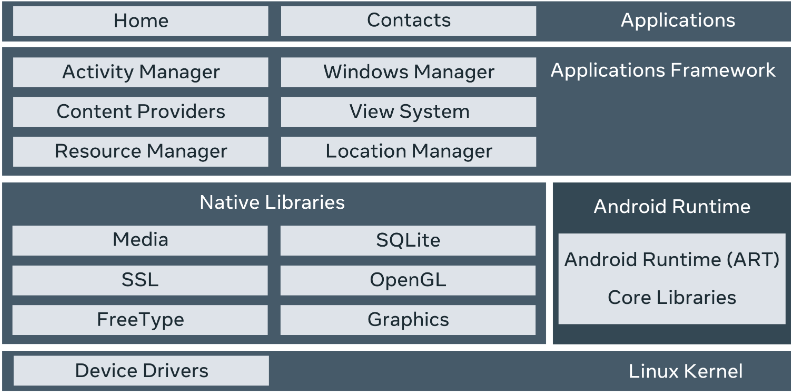 Home
Contacts
Applications
Activity Manager
Windows Manager
Applications Framework
Content Providers
View System
Resource Manager
Location Manager
Native Libraries
Media
SQLite
SSL
OpenGL
FreeType
Graphics
Android Runtime
Android Runtime (ART)
Core Libraries
Device Drivers
Linux Kernel